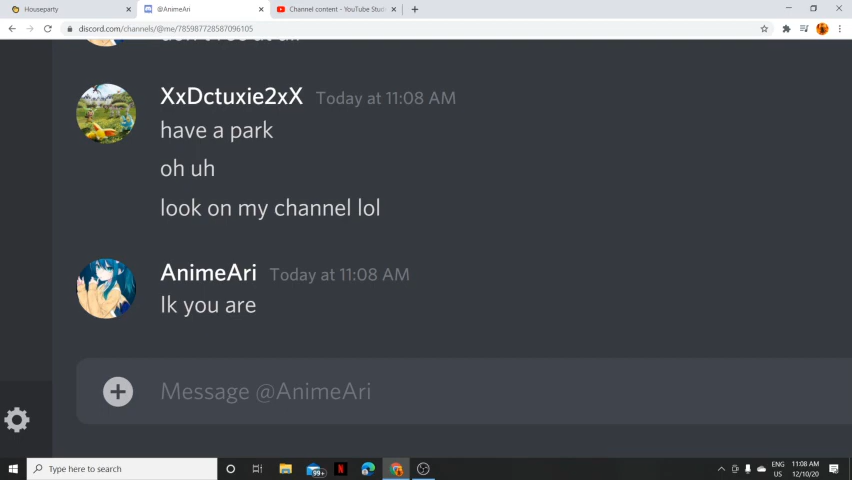 Houseparty
@AnimeAri
Channel content - YouTube Stud
discord.com/channels/@me/785987728587096105
XxDctuxie2xX Today at 11:08 AM
have a park
oh uh
look on my channel lol
AnimeAri Today at 11:08 AM
lk you are
Message @AnimeAri
Type here to search
99+
N
ENG
US
11:08 AM
12/10/20